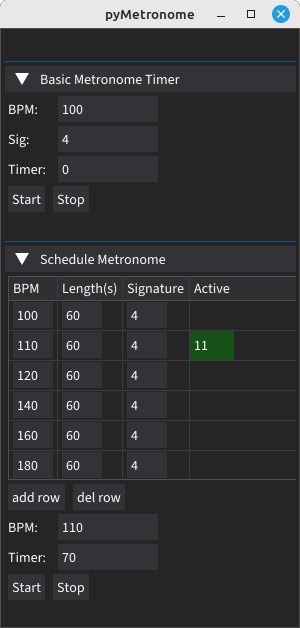 pyMetronome
Basic Metronome Timer
BPM: 100
Sig: 4
Timer: 0
Start Stop
Schedule Metronome
BPM Length(s) Signature Active
100 60 4
110 60 4 11
120 60 4
140 60 4
160 60 4
180 60 4
add row del row
BPM: 110
Timer: 70
Start Stop